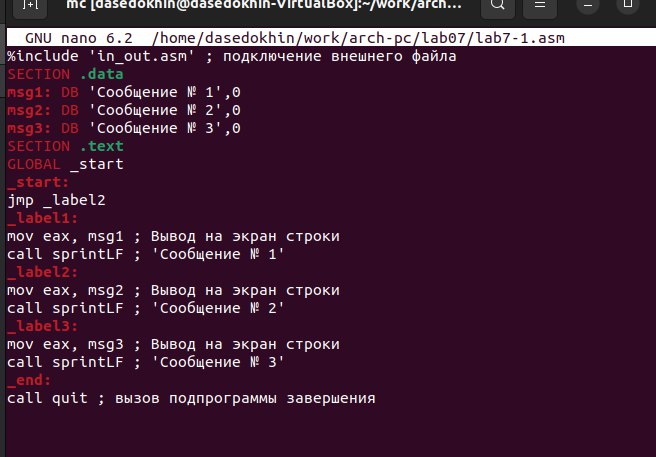 mc [dasedokhin@dasedokhin-VirtualBox]:~/work/arch...
GNU nano 6.2 /home/dasedokhin/work/arch-pc/lab07/lab7-1.asm
%include 'in_out.asm' ; подключение внешнего файла
SECTION .data
msg1: DB 'Сообщение № 1',0
msg2: DB 'Сообщение № 2',0
msg3: DB 'Сообщение № 3',0
SECTION .text
GLOBAL _start
_start:
jmp _label2
_label1:
mov eax, msg1 ; Вывод на экран строки
call sprintLF ; 'Сообщение № 1'
_label2:
mov eax, msg2 ; Вывод на экран строки
call sprintLF ; 'Сообщение № 2'
_label3:
mov eax, msg3 ; Вывод на экран строки
call sprintLF ; 'Сообщение № 3'
_end:
call quit ; вызов подпрограммы завершения